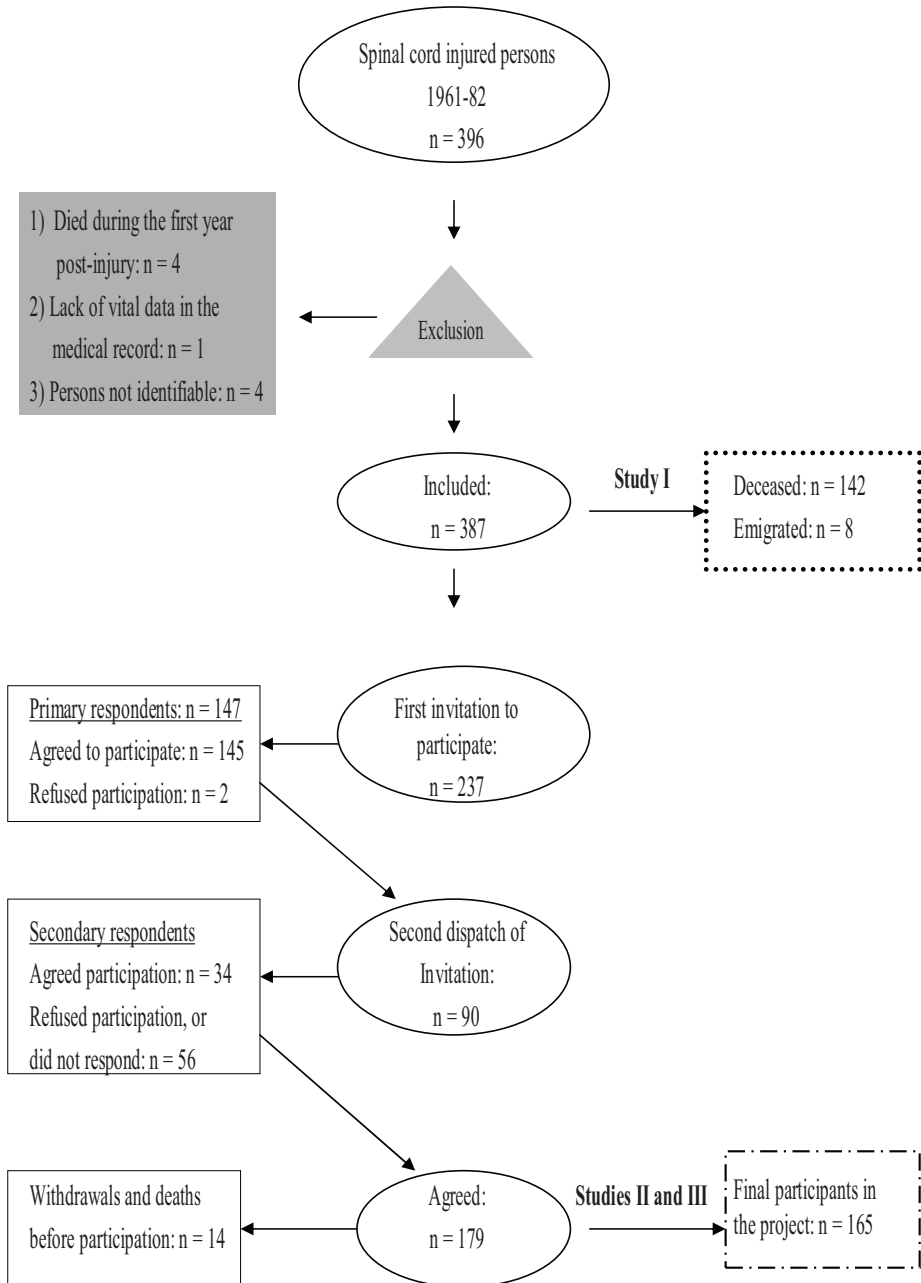 Spinal cord injured persons
1961-82
n = 396
1) Died during the first year
post-injury: n = 4
2) Lack of vital data in the
medical record: n = 1
3) Persons not identifiable: n = 4
Exclusion
Included:
n = 387
Study I
Deceased: n = 142
Emigrated: n = 8
First invitation to
participate:
n = 237
Primary respondents: n = 147
Agreed to participate: n = 145
Refused participation: n = 2
Second dispatch of
Invitation:
n = 90
Secondary respondents
Agreed participation: n = 34
Refused participation, or
did not respond: n = 56
Agreed:
n = 179
Withdrawals and deaths
before participation: n = 14
Studies II and III
Final participants in
the project: n = 165